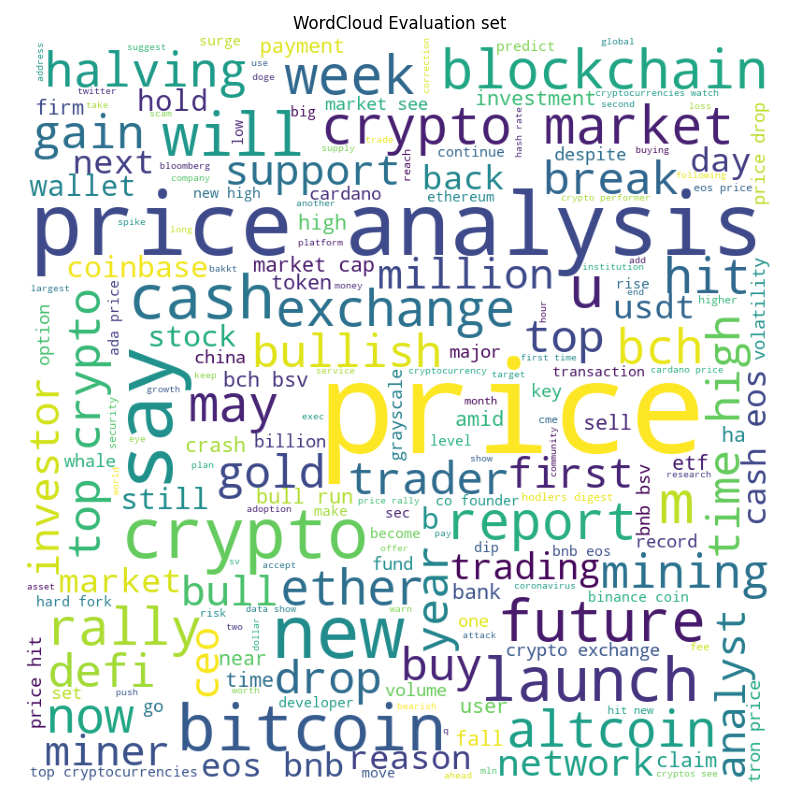 WordCloud Evaluation set
address
suggest
surge
payment
predict
global
halving
week
blockchain
twitter
use
doge
correction
cryptocurrencies watch
firm
take
hold
big
market see
investment
second
loss
gain
scam
will
low
crypto market
hash rate
trade
supply
price drop
next
bloomberg
support
reach
continue
despite
buying
day
wallet
company
back
break
following
new high
cardano
ethereum
eos price
another
crypto performer
price analysis
spike
high
long
platform
coinbase
bakkt
market cap
million
institution
add
hit
token
money
u
rise
end
higher
largest
cash
exchange
usdt
volatility
option
ada price
stock
hour
top
bch
top crypto
say
china
bullish
major
first time
growth
keep
bch bsv
service
cryptocurrency
target
transaction
cardano price
price
time high
cash eos
investor
may
grayscale
month
key
exec
amid
cme
sell
ha
security
eye
crash
billion
level
community
show
whale
plan
gold
trader
first
etf
research
world
still
bull run
price rally
co founder
hodlers digest
bnb bsv
m
adoption
make
sec
b
report
crypto
become
pay
record
offer
dip
bnb eos
asset
sv
accept
fund
trading
mining
market
bull
ether
year
bank
coronavirus
binance coin
hard fork
warn
rally
risk
data show
new
one
future
analyst
two
dollar
attack
fee
ceo
near
crypto exchange
price hit
defi
time
drop
buy
launch
set
push
worth
volume
now
go
developer
bearish
user
hit new
tron price
bitcoin
q
fall
altcoin
miner
reason
network
claim
top cryptocurrencies
eos bnb
move
ahead
mln
cryptos see